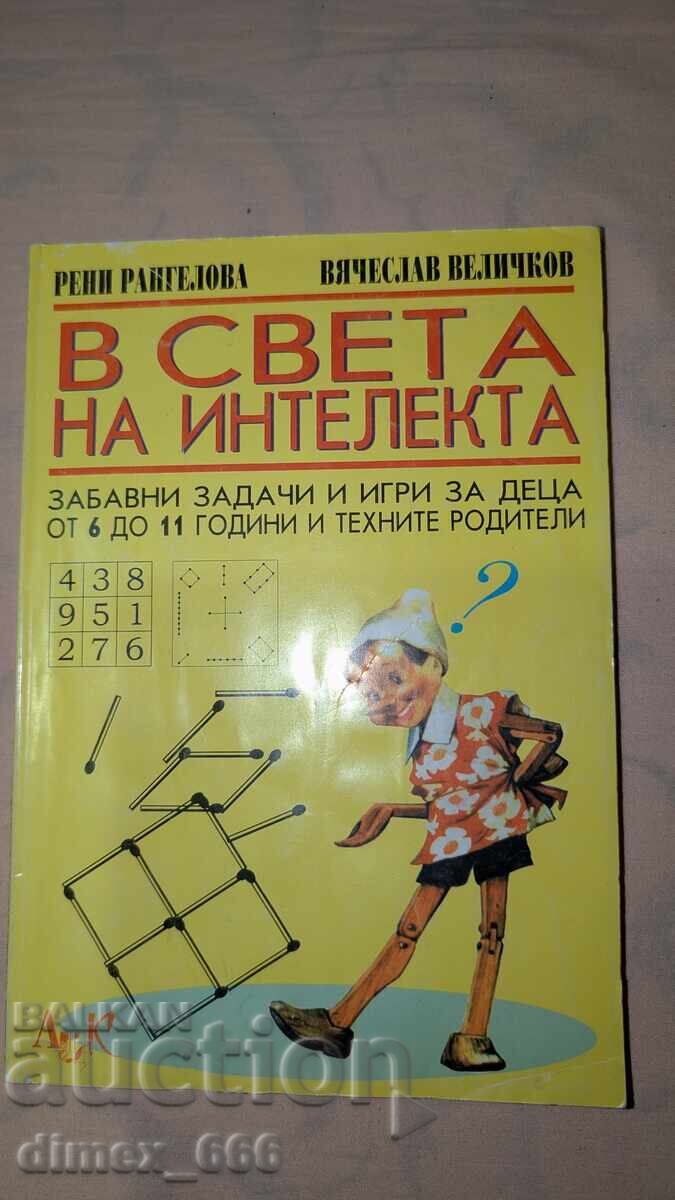 РЕНИ РАНГЕЛОВА ВЯЧЕСЛАВ ВЕЛИЧКОВ
В СВЕТА
НА ИНТЕЛЕКТА
ЗАБАВНИ ЗАДАЧИ И ИГРИ ЗА ДЕЦА
ОТ 6 ДО 11 ГОДИНИ И ТЕХНИТЕ РОДИТЕЛИ
4 3 8
9 5 1
2 7 6
?
BALKAN
auction
dimex_666